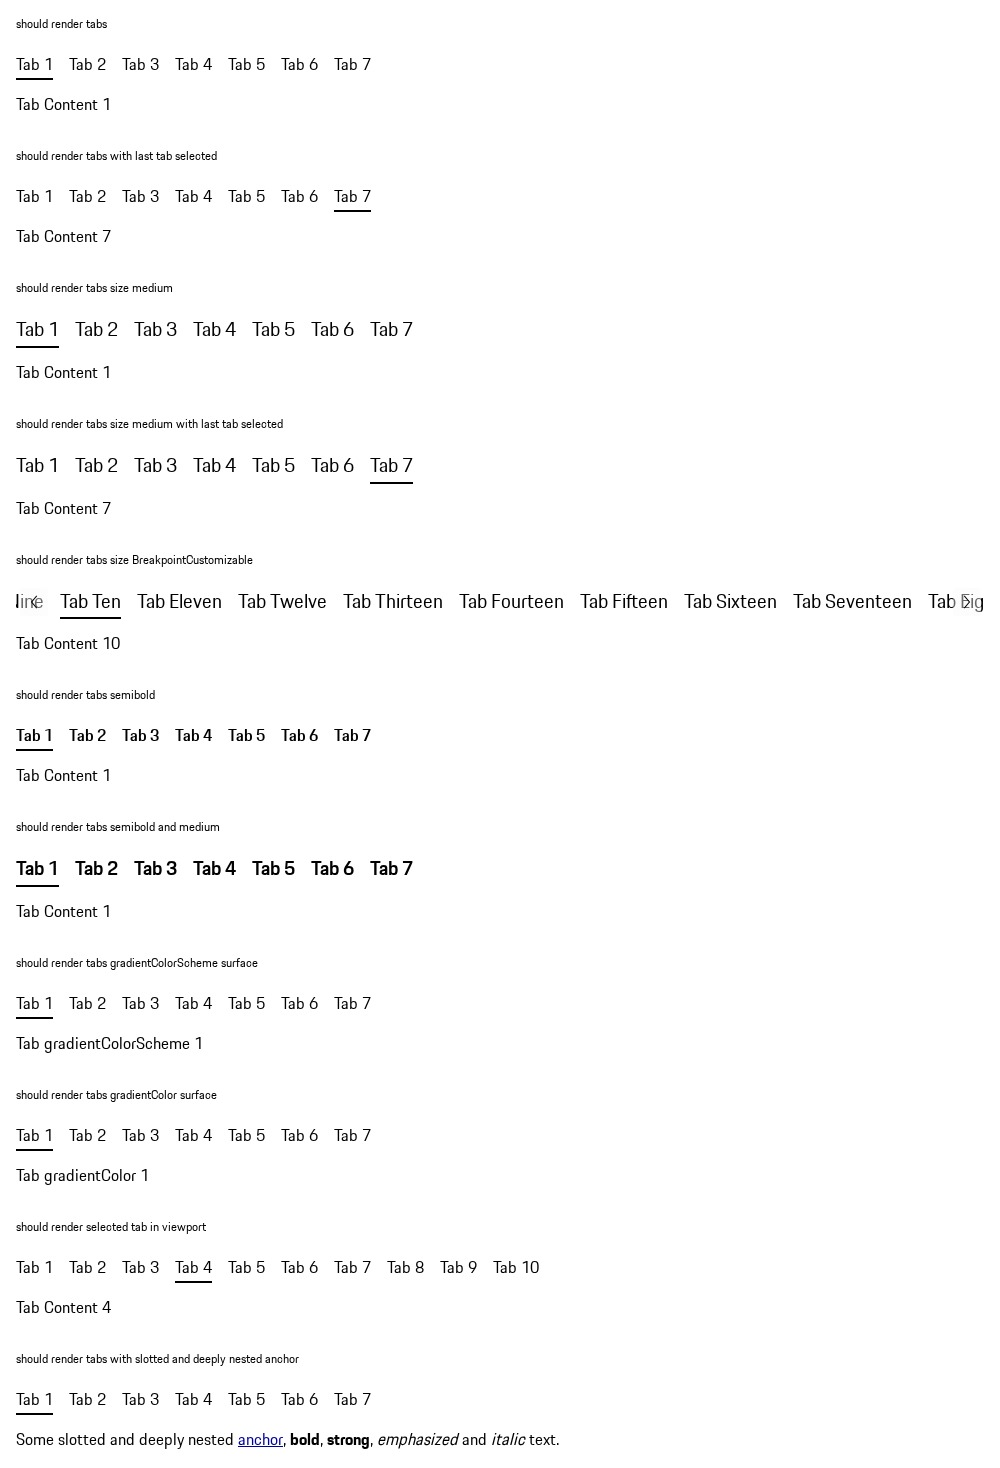 should render tabs
Tab 1 Tab 2 Tab 3 Tab 4 Tab 5 Tab 6 Tab 7
Tab Content 1
should render tabs with last tab selected
Tab 1 Tab 2 Tab 3 Tab 4 Tab 5 Tab 6 Tab 7
Tab Content 7
should render tabs size medium
Tab 1 Tab 2 Tab 3 Tab 4 Tab 5 Tab 6 Tab 7
Tab Content 1
should render tabs size medium with last tab selected
Tab 1 Tab 2 Tab 3 Tab 4 Tab 5 Tab 6 Tab 7
Tab Content 7
should render tabs size BreakpointCustomizable
Tab Ten Tab Eleven Tab Twelve Tab Thirteen Tab Fourteen Tab Fifteen Tab Sixteen Tab Seventeen Tab
Tab Content 10
should render tabs semibold
Tab 1 Tab 2 Tab 3 Tab 4 Tab 5 Tab 6 Tab 7
Tab Content 1
should render tabs semibold and medium
Tab 1 Tab 2 Tab 3 Tab 4 Tab 5 Tab 6 Tab 7
Tab Content 1
should render tabs gradientColorScheme surface
Tab 1 Tab 2 Tab 3 Tab 4 Tab 5 Tab 6 Tab 7
Tab gradientColorScheme 1
should render tabs gradientColor surface
Tab 1 Tab 2 Tab 3 Tab 4 Tab 5 Tab 6 Tab 7
Tab gradientColor 1
should render selected tab in viewport
Tab 1 Tab 2 Tab 3 Tab 4 Tab 5 Tab 6 Tab 7 Tab 8 Tab 9 Tab 10
Tab Content 4
should render tabs with slotted and deeply nested anchor
Tab 1 Tab 2 Tab 3 Tab 4 Tab 5 Tab 6 Tab 7
Some slotted and deeply nested anchor, bold, strong, emphasized and italic text.